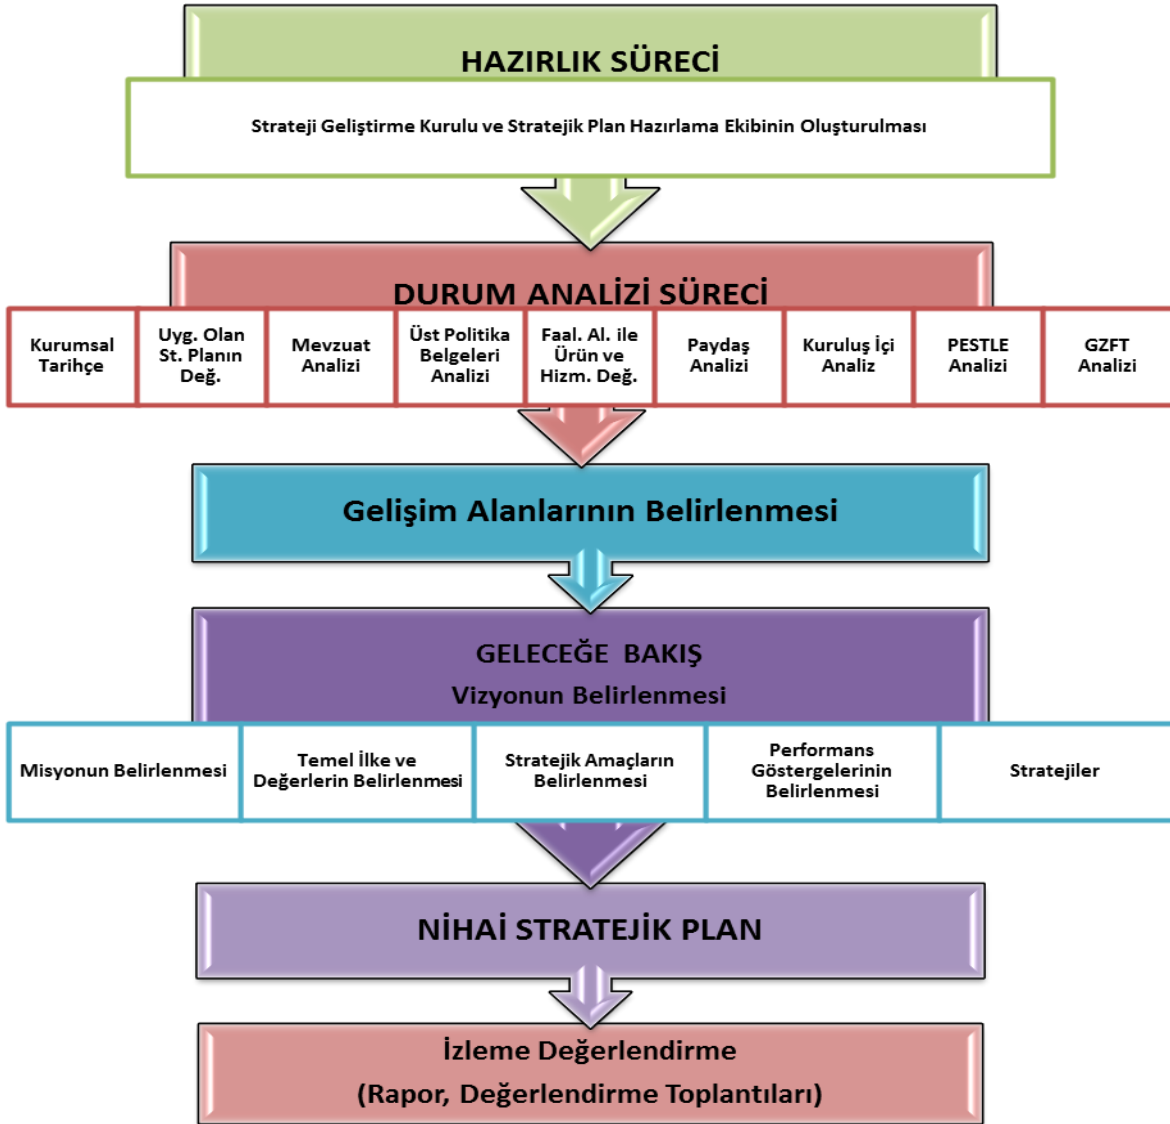 HAZIRLIK SÜRECİ
Strateji Geliştirme Kurulu ve Stratejik Plan Hazırlama Ekibinin Oluşturulması
DURUM ANALİZİ SÜRECİ
Kurumsal
Tarihçe
Uyg. Olan
St. Planın
Değ.
Mevzuat
Analizi
Üst Politika
Belgeleri
Analizi
Faal. Al. ile
Ürün ve
Hizm. Değ.
Paydaş
Analizi
Kuruluş İçi
Analiz
PESTLE
Analizi
GZFT
Analizi
Gelişim Alanlarının Belirlenmesi
GELECEĞE BAKIŞ
Vizyonun Belirlenmesi
Misyonun Belirlenmesi
Temel İlke ve
Değerlerin Belirlenmesi
Stratejik Amaçların
Belirlenmesi
Performans
Göstergelerinin
Belirlenmesi
Stratejiler
NİHAİ STRATEJİK PLAN
İzleme Değerlendirme
(Rapor, Değerlendirme Toplantıları)